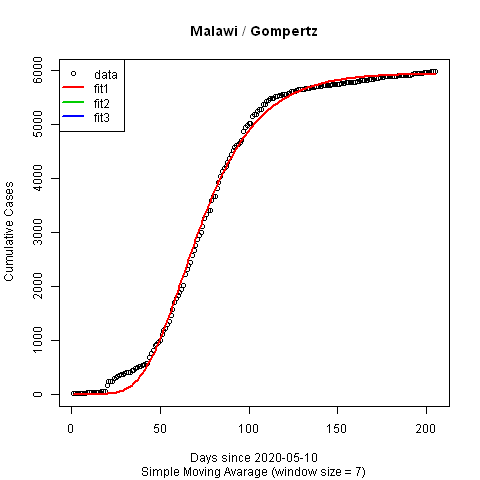 Malawi / Gompertz
data
fit1
fit2
fit3
Cumulative Cases
0
1000
2000
3000
4000
5000
6000
0 50 100 150 200
Days since 2020-05-10
Simple Moving Avarage (window size = 7)